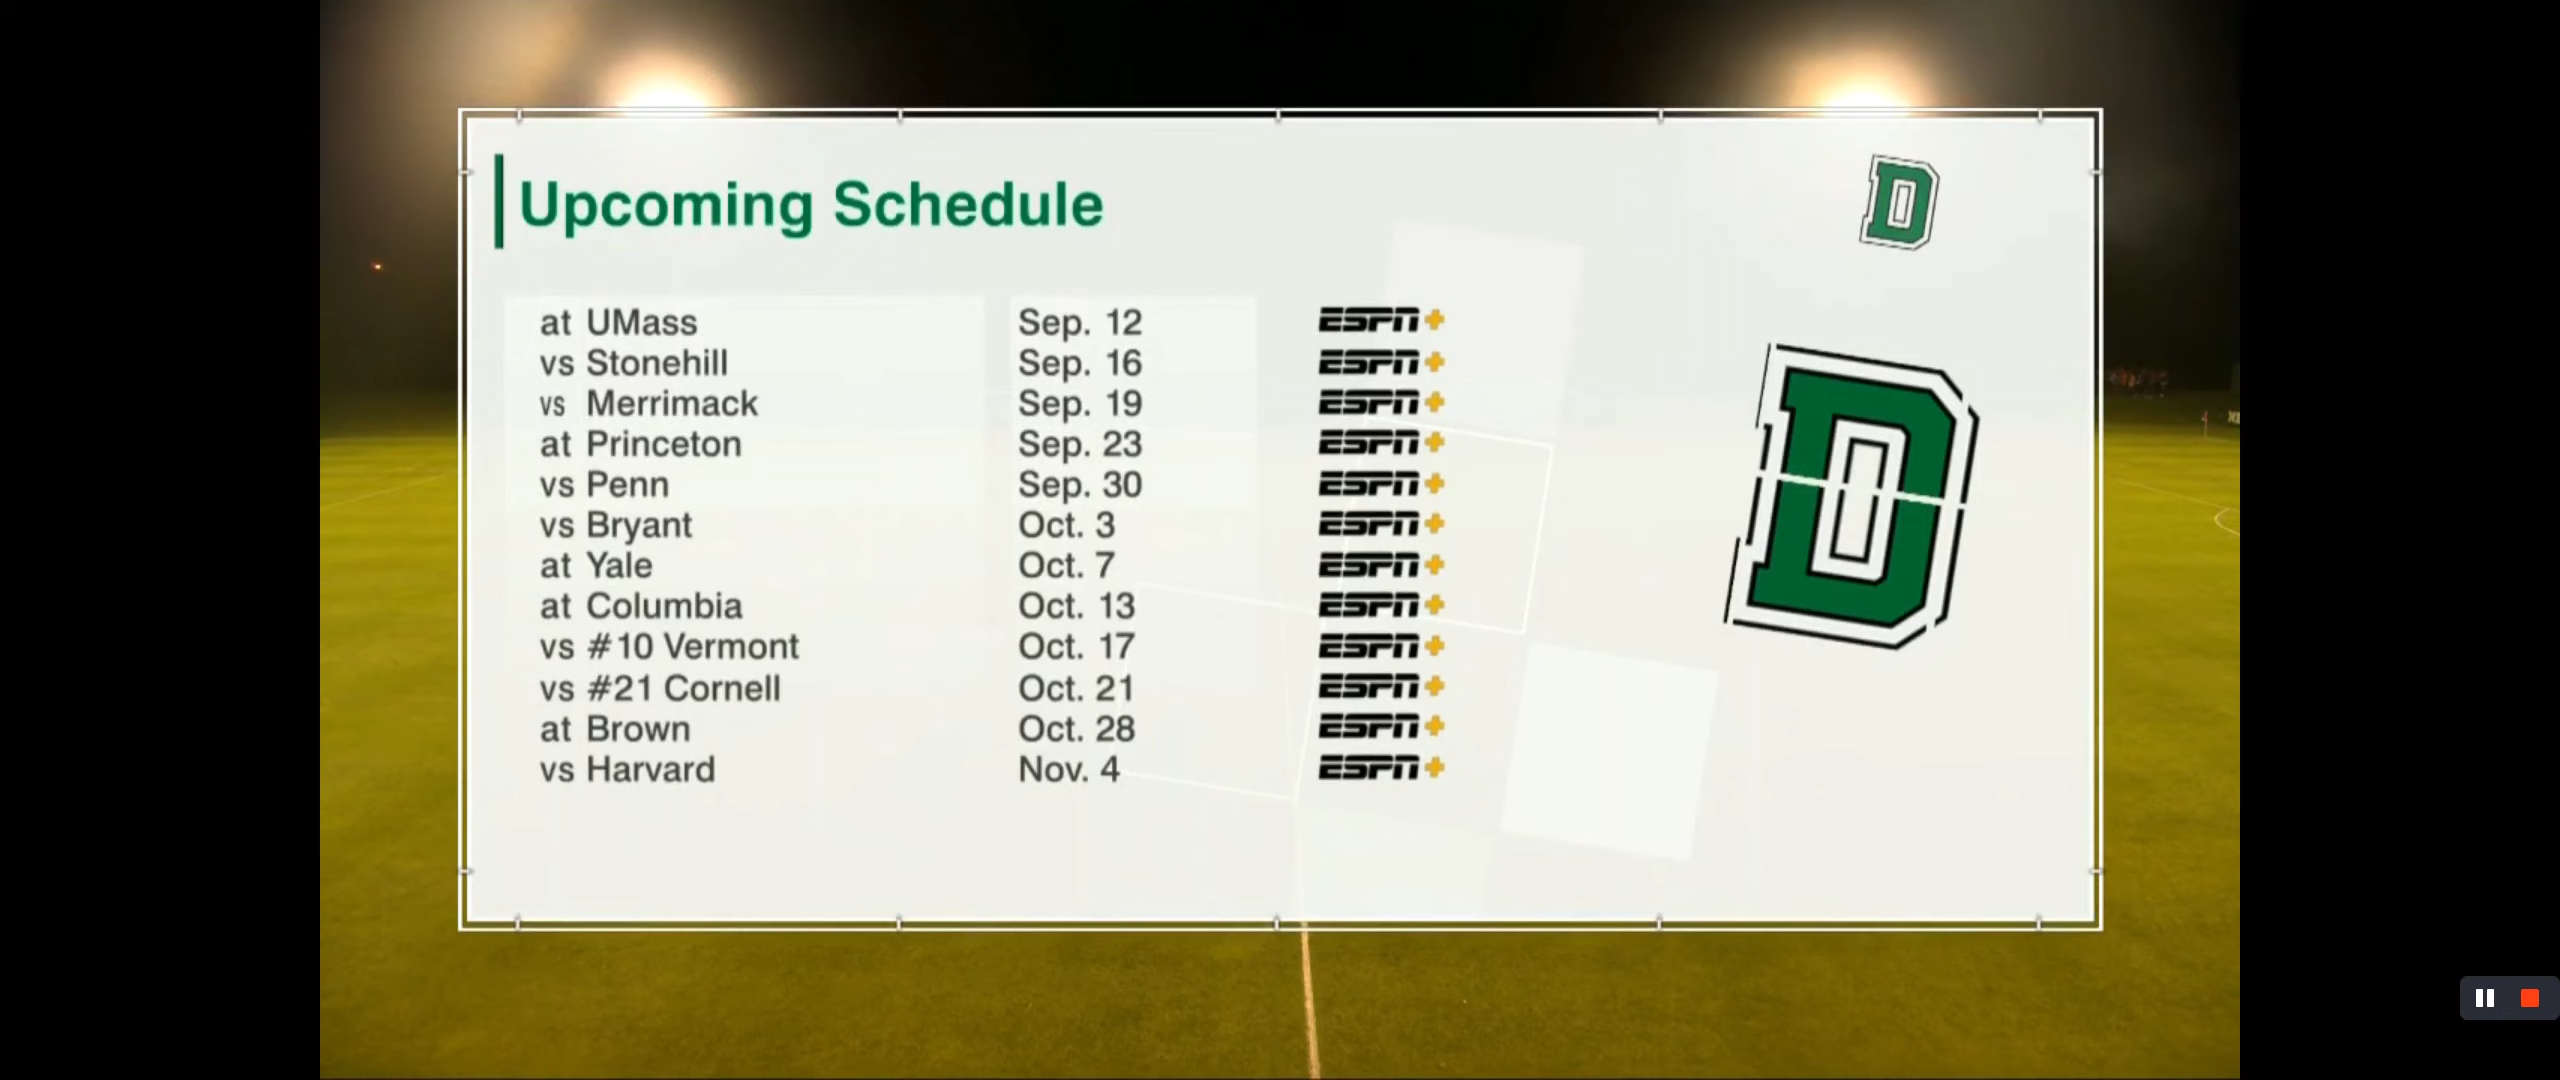 Upcoming Schedule
D
at UMass Sep. 12 ESPN+
vs Stonehill Sep. 16 ESPN+
vs Merrimack Sep. 19 ESPN+
at Princeton Sep. 23 ESPN+
vs Penn Sep. 30 ESPN+
vs Bryant Oct. 3 ESPN+
at Yale Oct. 7 ESPN+
at Columbia Oct. 13 ESPN+
vs #10 Vermont Oct. 17 ESPN+
vs #21 Cornell Oct. 21 ESPN+
at Brown Oct. 28 ESPN+
vs Harvard Nov. 4 ESPN+
D